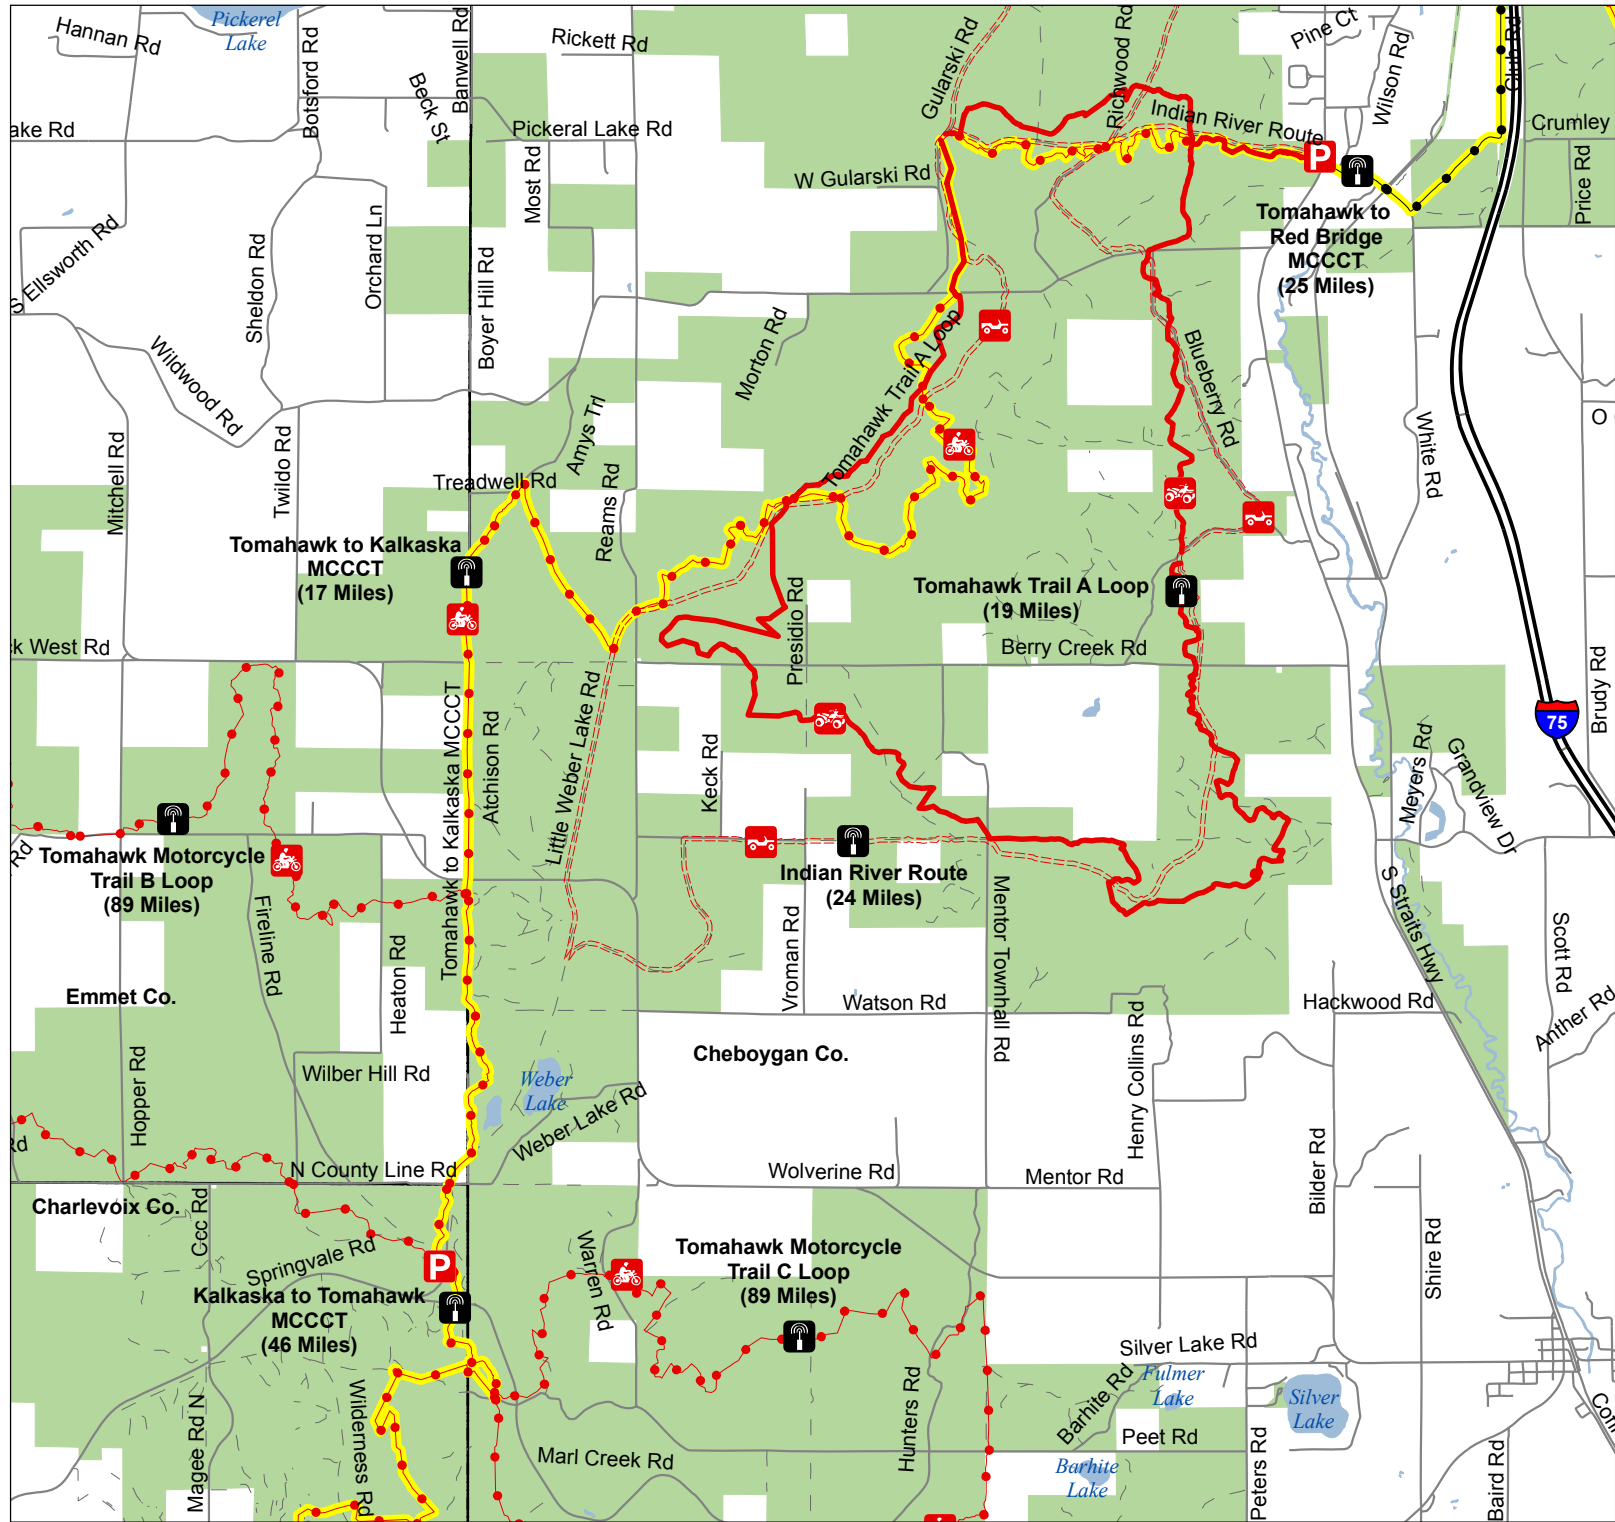 Hannan Rd
Pickerel
Lake
Botsford Rd
Beck St
Banwell Rd
Rickett Rd
Gularski Rd
Richwood Rd
Pine Ct
Wilson Rd
Club Rd
ake Rd
Pickeral Lake Rd
Indian River Route
P
Crumley
Most Rd
W Gularski Rd
Price Rd
S Ellsworth Rd
Sheldon Rd
Orchard Ln
Boyer Hill Rd
Tomahawk to
Red Bridge
MCCCT
(25 Miles)
Wildwood Rd
Morton Rd
Tomahawk Trail A Loop
Blueberry Rd
Mitchell Rd
Twildo Rd
Amys Trl
Treadwell Rd
Reams Rd
White Rd
O
Tomahawk to Kalkaska
MCCCT
(17 Miles)
Tomahawk Trail A Loop
(19 Miles)
Presidio Rd
Berry Creek Rd
ck West Rd
Brudy Rd
75
Tomahawk to Kalkaska MCCCT
Atchison Rd
Little Weber Lake Rd
Keck Rd
Meyers Rd
Grandview Dr
Rd
Tomahawk Motorcycle
Trail B Loop
(89 Miles)
Indian River Route
(24 Miles)
Fireline Rd
Heaton Rd
Vroman Rd
Mentor Townhall Rd
S Straits Hwy
Scott Rd
Emmet Co.
Watson Rd
Hackwood Rd
Anther Rd
Hopper Rd
Wilber Hill Rd
Weber
Lake
Cheboygan Co.
Henry Collins Rd
Rd
Weber Lake Rd
Bilder Rd
N County Line Rd
Wolverine Rd
Mentor Rd
Charlevoix Co.
Ccc Rd
Springvale Rd
P
Warren Rd
Tomahawk Motorcycle
Trail C Loop
(89 Miles)
Shire Rd
Kalkaska to Tomahawk
MCCCT
(46 Miles)
Silver Lake Rd
Magee Rd N
Wilderness Rd
Hunters Rd
Barhite Rd
Fulmer
Lake
Silver
Lake
Marl Creek Rd
Peet Rd
Barhite
Lake
Peters Rd
Baird Rd